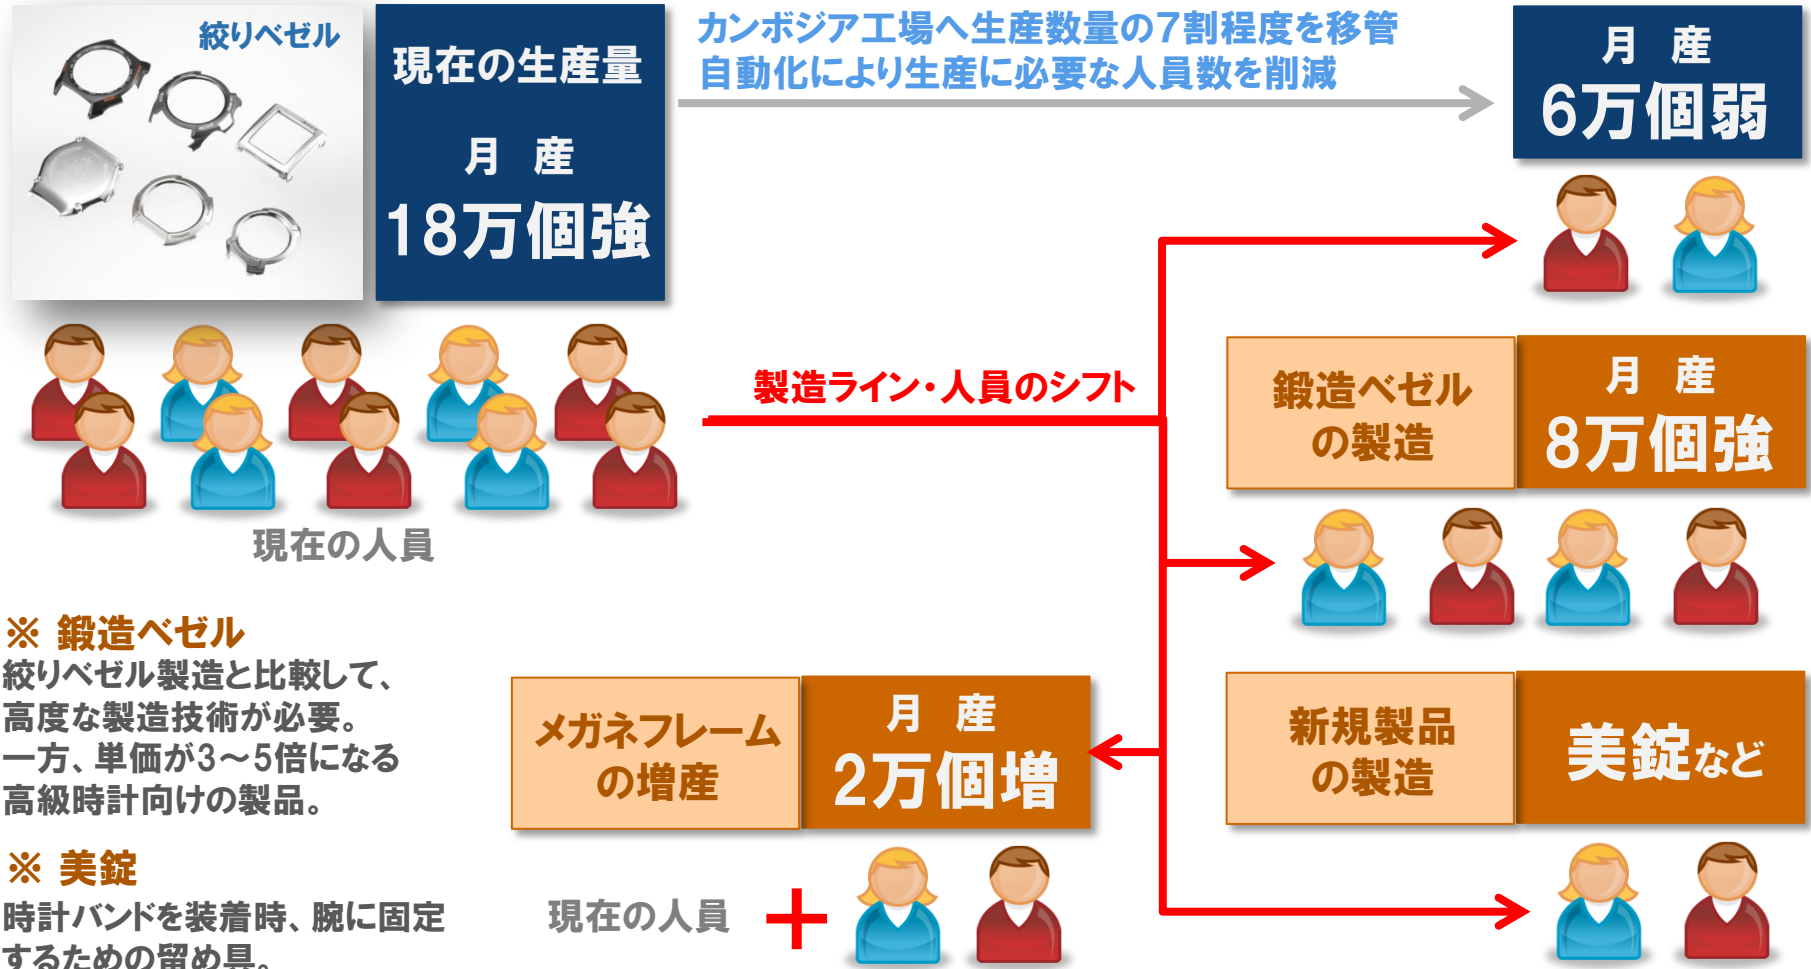 絞りベゼル
現在の生産量
月 産
18万個強
カンボジア工場へ生産数量の7割程度を移管
自動化により生産に必要な人員数を削減
月 産
6万個弱
現在の人員
製造ライン・人員のシフト
鍛造ベゼル
の製造
月 産
8万個強
※ 鍛造ベゼル
絞りベゼル製造と比較して、
高度な製造技術が必要。
一方、単価が3～5倍になる
高級時計向けの製品。
メガネフレーム
の増産
月 産
2万個増
新規製品
の製造
美錠など
※ 美錠
時計バンドを装着時、腕に固定
するための留め具。
現在の人員
+